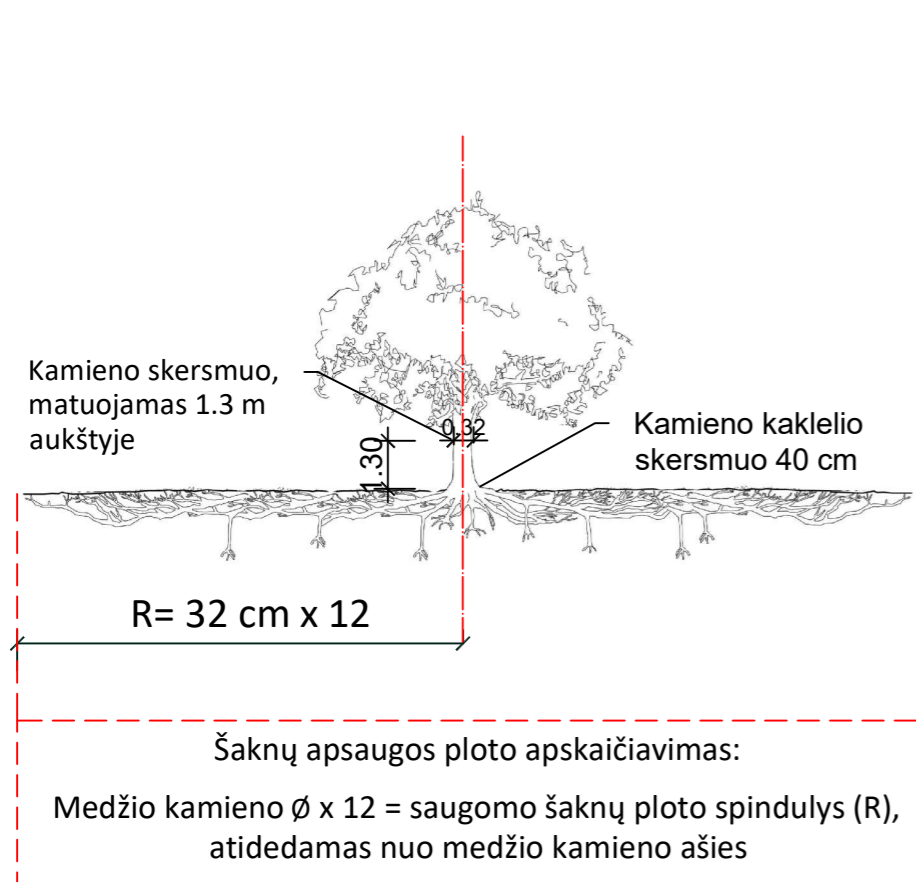 Kamieno skersmuo,
matuojamas 1.3 m
aukštyje
0,32
1.30
Kamieno kaklelio
skersmuo 40 cm
R= 32 cm x 12
Šaknų apsaugos ploto apskaičiavimas:
Medžio kamieno Ø x 12 = saugomo šaknų ploto spindulys (R),
atidedamas nuo medžio kamieno ašies